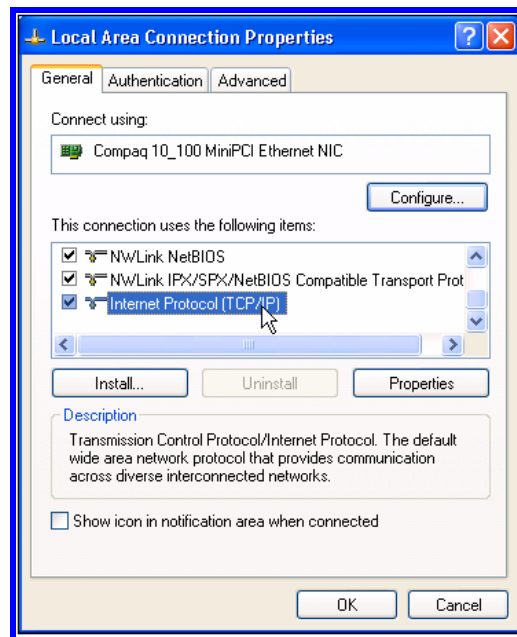 Local Area Connection Properties
General Authentication Advanced
Connect using:
Compaq 10_100 MiniPCI Ethernet NIC
Configure...
This connection uses the following items:
NWLink NetBIOS
NWLink IPX/SPX/NetBIOS Compatible Transport Prot
Internet Protocol (TCP/IP)
Install... Uninstall Properties
Description
Transmission Control Protocol/Internet Protocol. The default
wide area network protocol that provides communication
across diverse interconnected networks.
Show icon in notification area when connected
OK Cancel